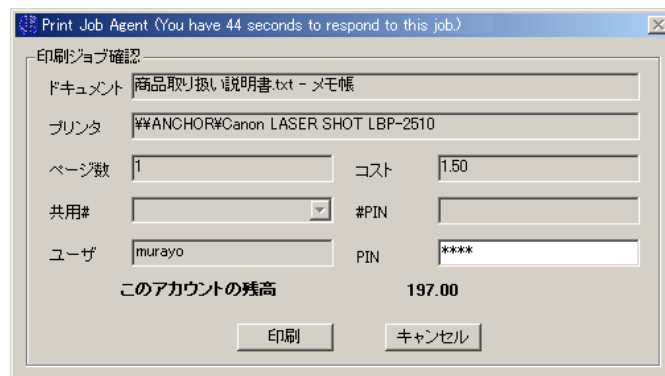 Print Job Agent (You have 44 seconds to respond to this job.)
印刷ジョブ確認
ドキュメント 商品取り扱い説明書.txt - メモ帳
プリンタ ¥¥ANCHOR¥Canon LASER SHOT LBP-2510
ページ数 1 コスト 1.50
共用# #PIN
ユーザ murayo PIN ****
このアカウントの残高 197.00
印刷 キャンセル